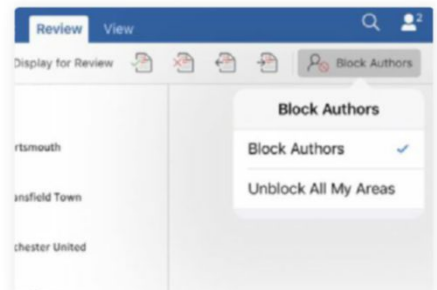 Review View 2
Display for Review Block Authors
Block Authors
Block Authors
Unblock All My Areas
rtsmouth
ansfield Town
chester United